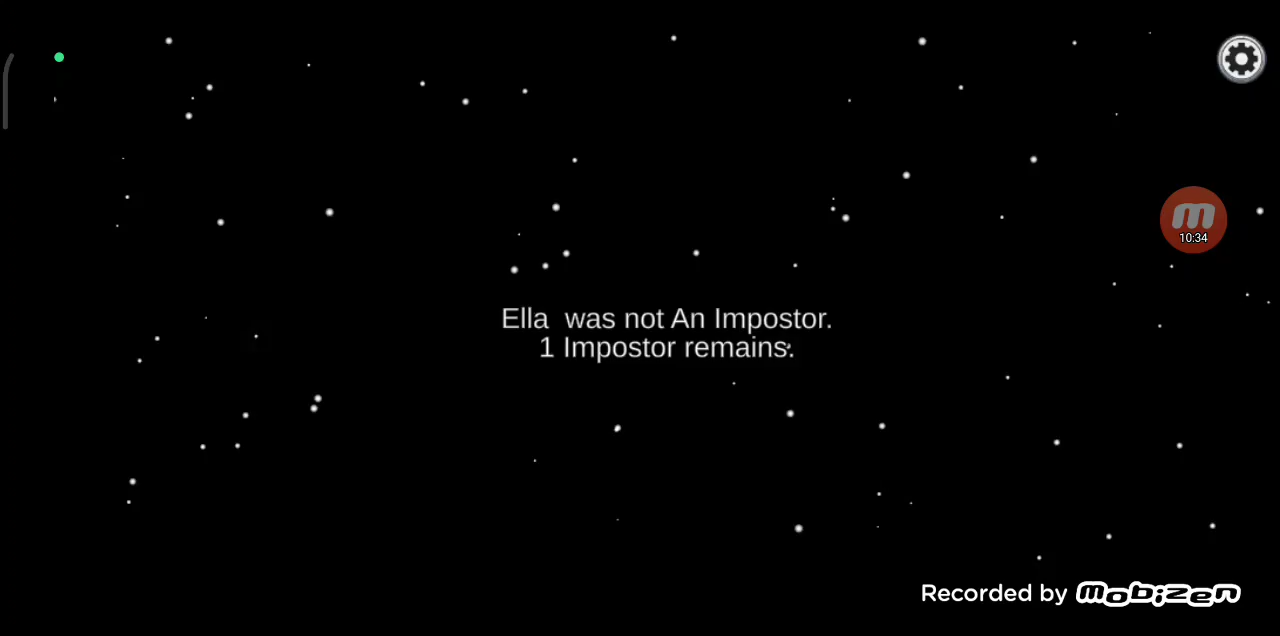 10:34
Ella  was not An Impostor.
1 Impostor remains.
Recorded by mobizen